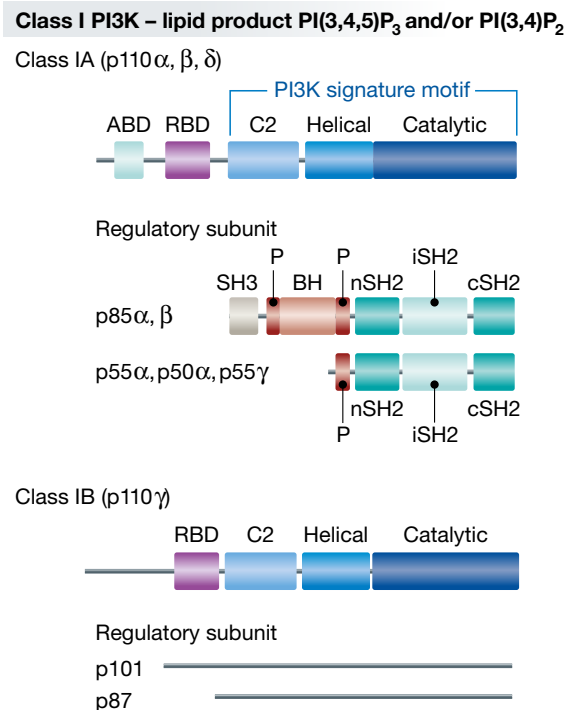 Class I PI3K – lipid product PI(3,4,5)P3 and/or PI(3,4)P2
Class IA (p110α, β, δ)
PI3K signature motif
ABD RBD C2 Helical Catalytic
Regulatory subunit
P P iSH2
SH3 BH nSH2 cSH2
p85α, β
p55α, p50α, p55γ
nSH2 cSH2
P iSH2
Class IB (p110γ)
RBD C2 Helical Catalytic
Regulatory subunit
p101
p87